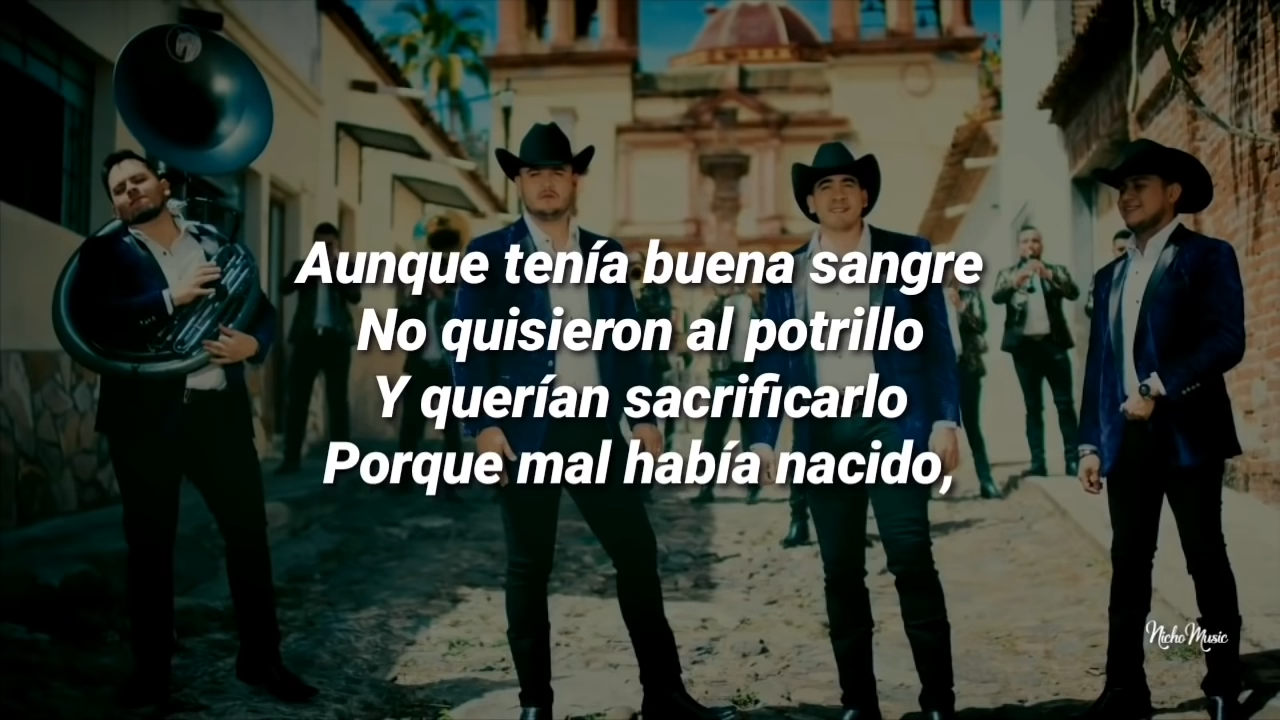 Aunque tenía buena sangre
No quisieron al potrillo
Y querían sacrificarlo
Porque mal había nacido,
Nicho Music